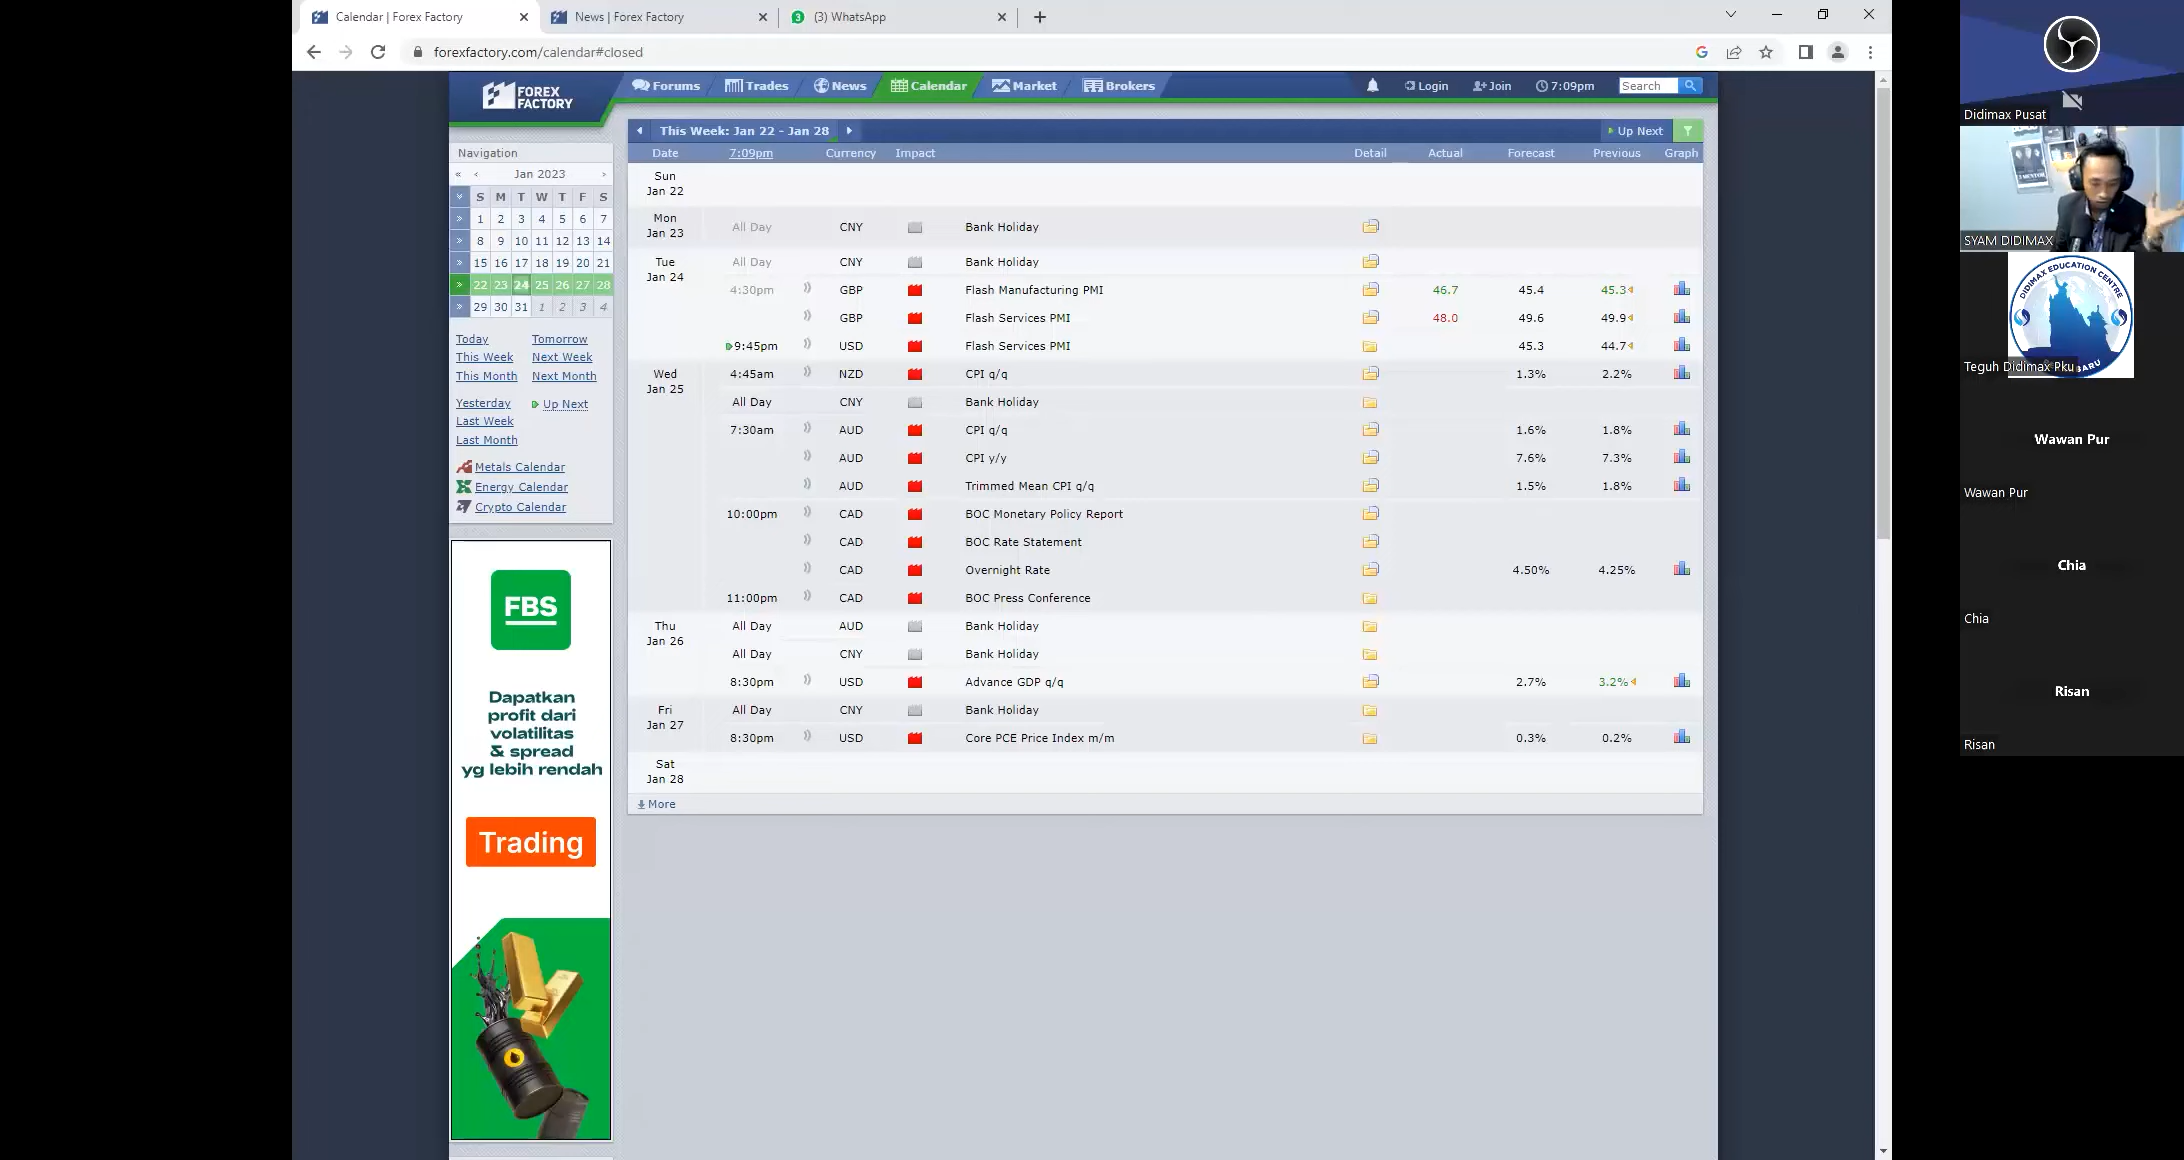 Calendar | Forex Factory
News | Forex Factory
(3) WhatsApp
forexfactory.com/calendar#closed
FOREX FACTORY
Forums
Trades
News
Calendar
Market
Brokers
Login
Join
7:09pm
Search
Navigation
« ‹ Jan 2023 ›
S M T W T F S
» 1 2 3 4 5 6 7
» 8 9 10 11 12 13 14
» 15 16 17 18 19 20 21
» 22 23 24 25 26 27 28
» 29 30 31 1 2 3 4
Today Tomorrow
This Week Next Week
This Month Next Month
Yesterday Up Next
Last Week
Last Month
Metals Calendar
Energy Calendar
Crypto Calendar
FBS
Dapatkan
profit dari
volatilitas
& spread
yg lebih rendah
Trading
This Week: Jan 22 - Jan 28
Up Next
Date 7:09pm Currency Impact Detail Actual Forecast Previous Graph
Sun
Jan 22
Mon
Jan 23
All Day CNY Bank Holiday
Tue
Jan 24
All Day CNY Bank Holiday
4:30pm GBP Flash Manufacturing PMI 46.7 45.4 45.3
GBP Flash Services PMI 48.0 49.6 49.9
9:45pm USD Flash Services PMI 45.3 44.7
Wed
Jan 25
4:45am NZD CPI q/q 1.3% 2.2%
All Day CNY Bank Holiday
7:30am AUD CPI q/q 1.6% 1.8%
AUD CPI y/y 7.6% 7.3%
AUD Trimmed Mean CPI q/q 1.5% 1.8%
10:00pm CAD BOC Monetary Policy Report
CAD BOC Rate Statement
CAD Overnight Rate 4.50% 4.25%
11:00pm CAD BOC Press Conference
Thu
Jan 26
All Day AUD Bank Holiday
All Day CNY Bank Holiday
8:30pm USD Advance GDP q/q 2.7% 3.2%
Fri
Jan 27
All Day CNY Bank Holiday
8:30pm USD Core PCE Price Index m/m 0.3% 0.2%
Sat
Jan 28
More
Didimax Pusat
SYAM DIDIMAX
DIDIMAX EDUCATION CENTRE
Teguh Didimax Pku
Wawan Pur
Wawan Pur
Chia
Chia
Risan
Risan